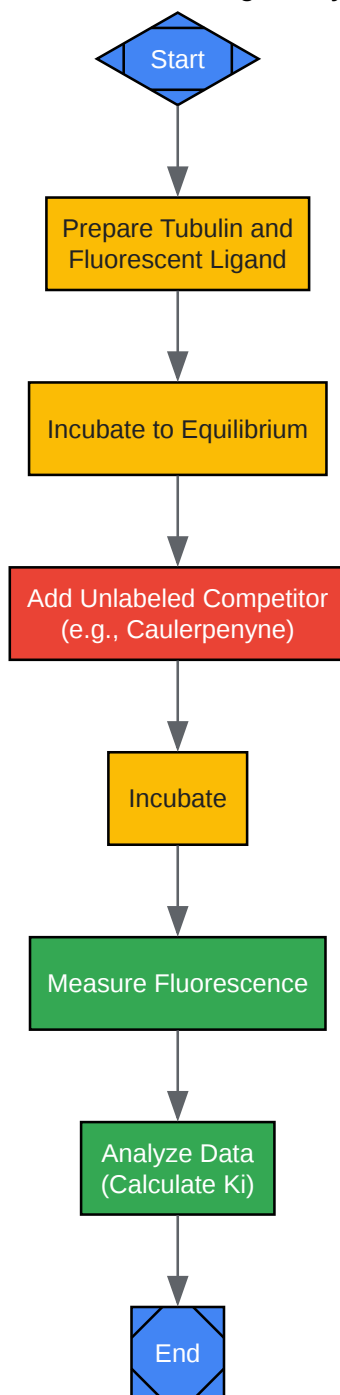 Start
Prepare Tubulin and
Fluorescent Ligand
Incubate to Equilibrium
Add Unlabeled Competitor
(e.g., Caulerpenyne)
Incubate
Measure Fluorescence
Analyze Data
(Calculate Ki)
End